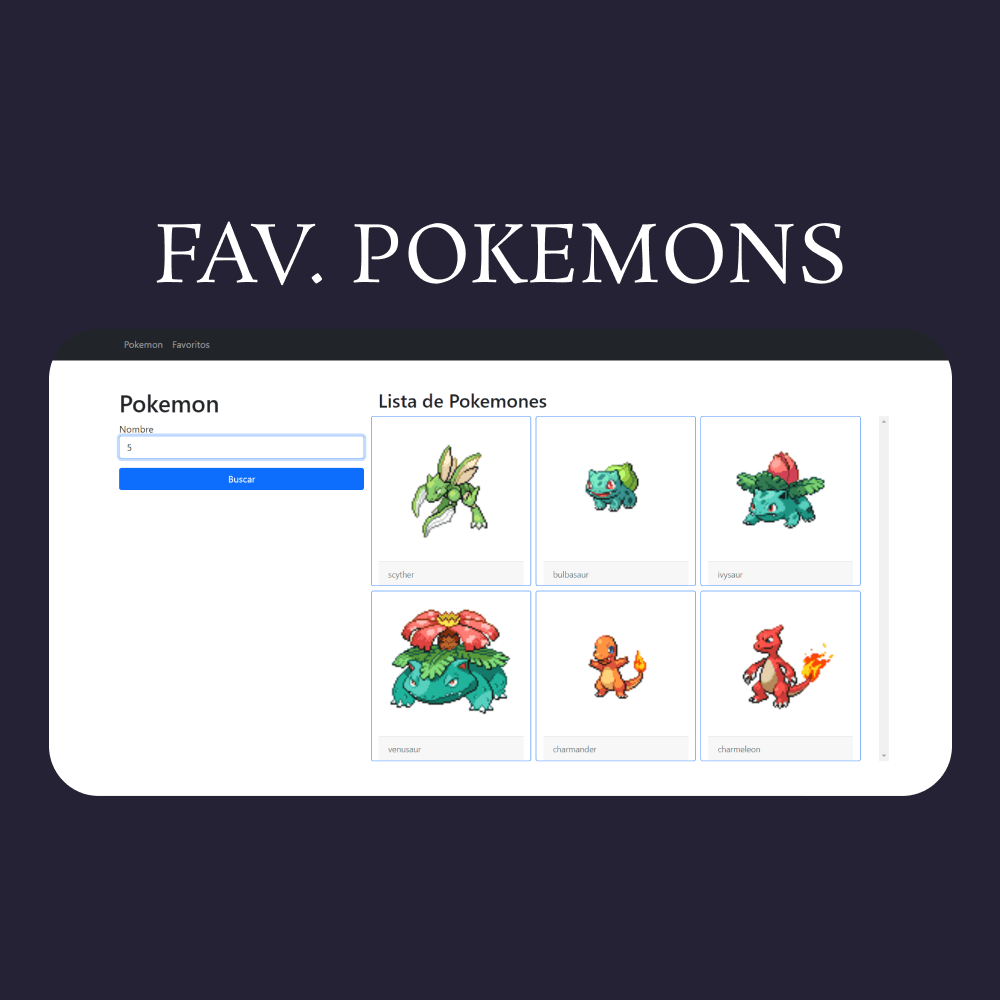 FAV. POKEMONS
Pokemon Favoritos
Pokemon
Nombre
5
Buscar
Lista de Pokemones
scyther
bulbasaur
ivysaur
venusaur
charmander
charmeleon